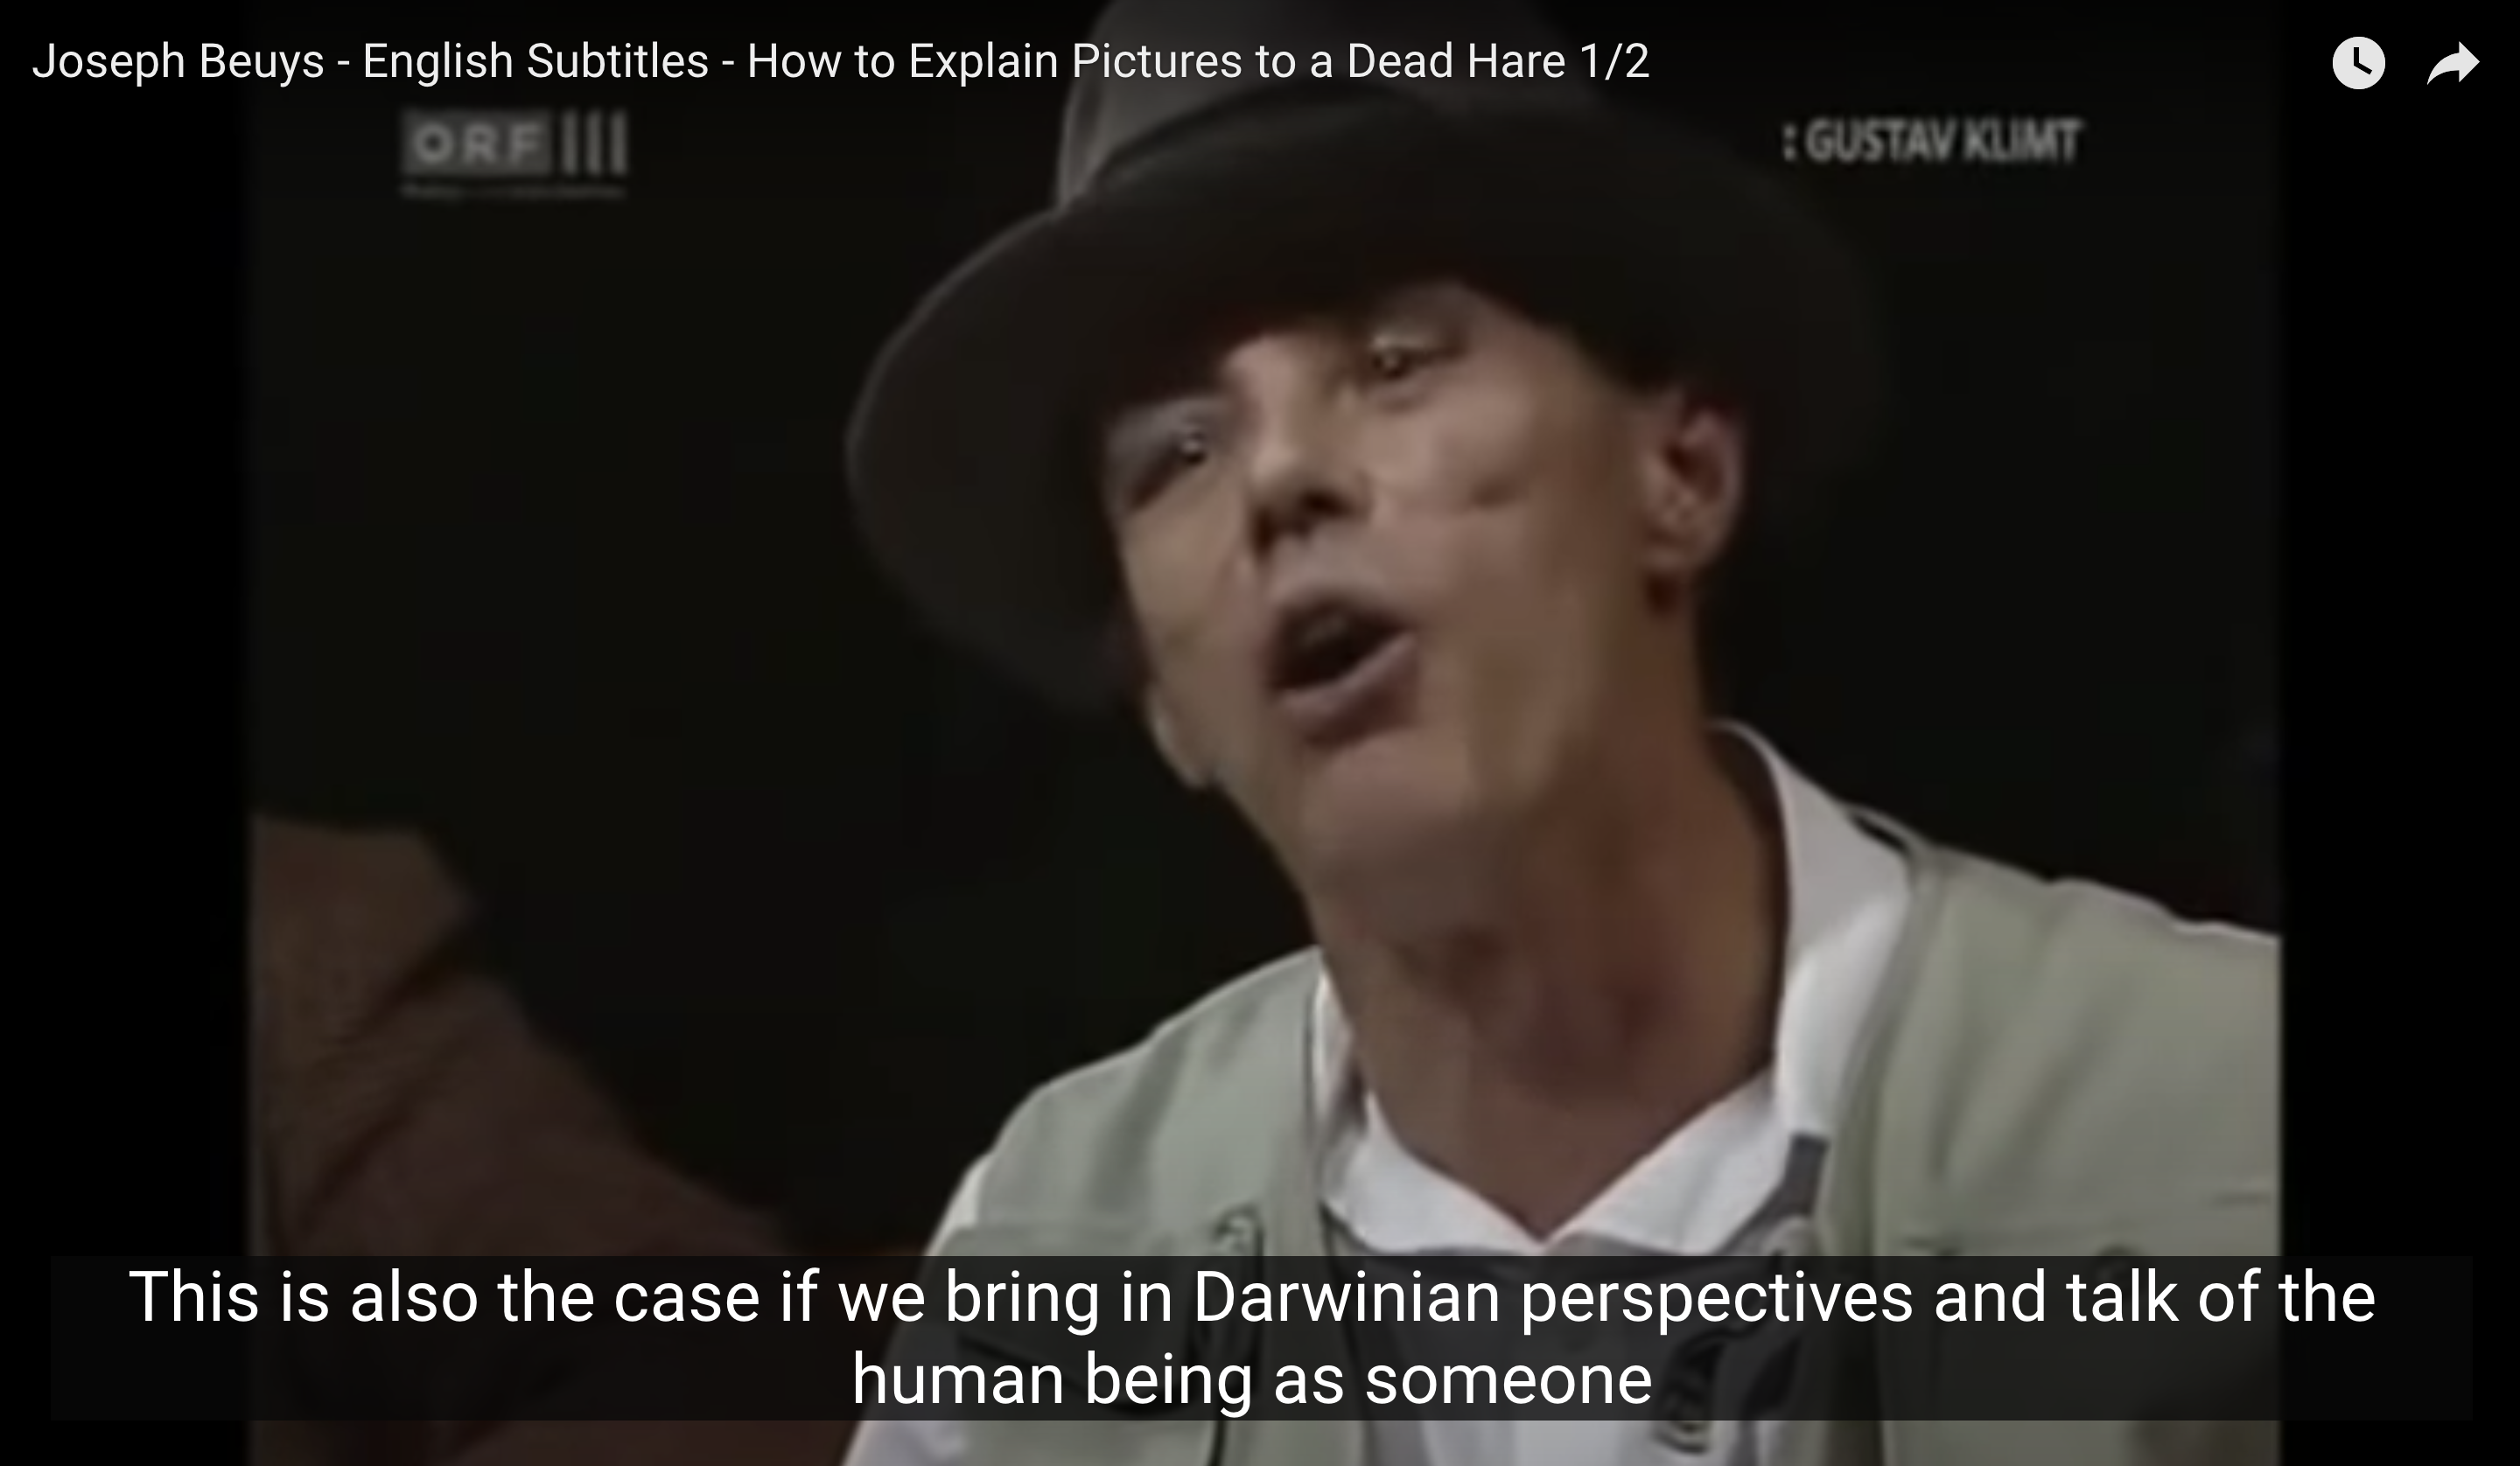 Joseph Beuys - English Subtitles - How to Explain Pictures to a Dead Hare 1/2
ORF III
: GUSTAV KLIMT
This is also the case if we bring in Darwinian perspectives and talk of the
human being as someone